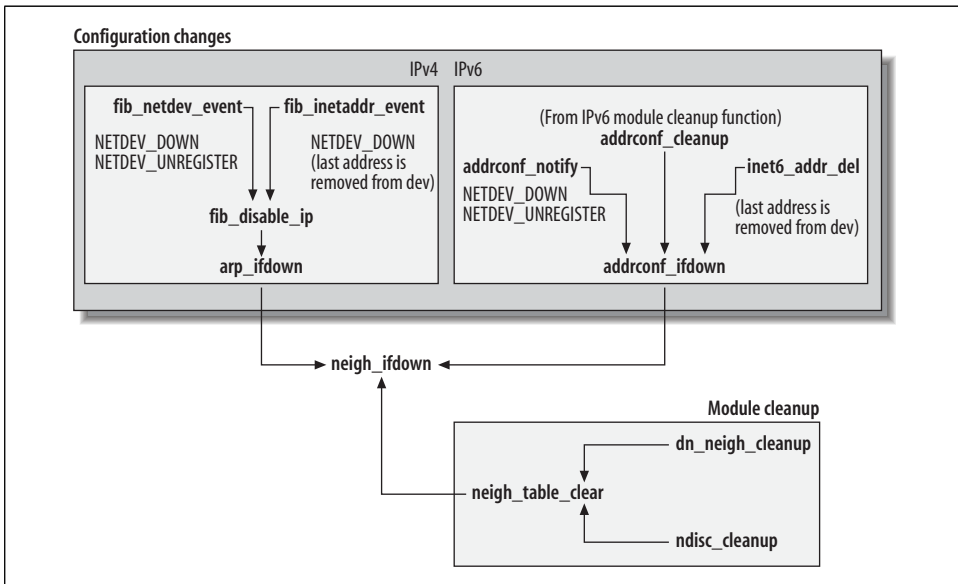 Configuration changes
IPv4 IPv6
fib_netdev_event fib_inetaddr_event
NETDEV_DOWN
NETDEV_UNREGISTER
NETDEV_DOWN
(last address is
removed from dev)
fib_disable_ip
arp_ifdown
(From IPv6 module cleanup function)
addrconf_cleanup
addrconf_notify
inet6_addr_del
NETDEV_DOWN
NETDEV_UNREGISTER
(last address is
removed from dev)
addrconf_ifdown
neigh_ifdown
Module cleanup
dn_neigh_cleanup
neigh_table_clear
ndisc_cleanup